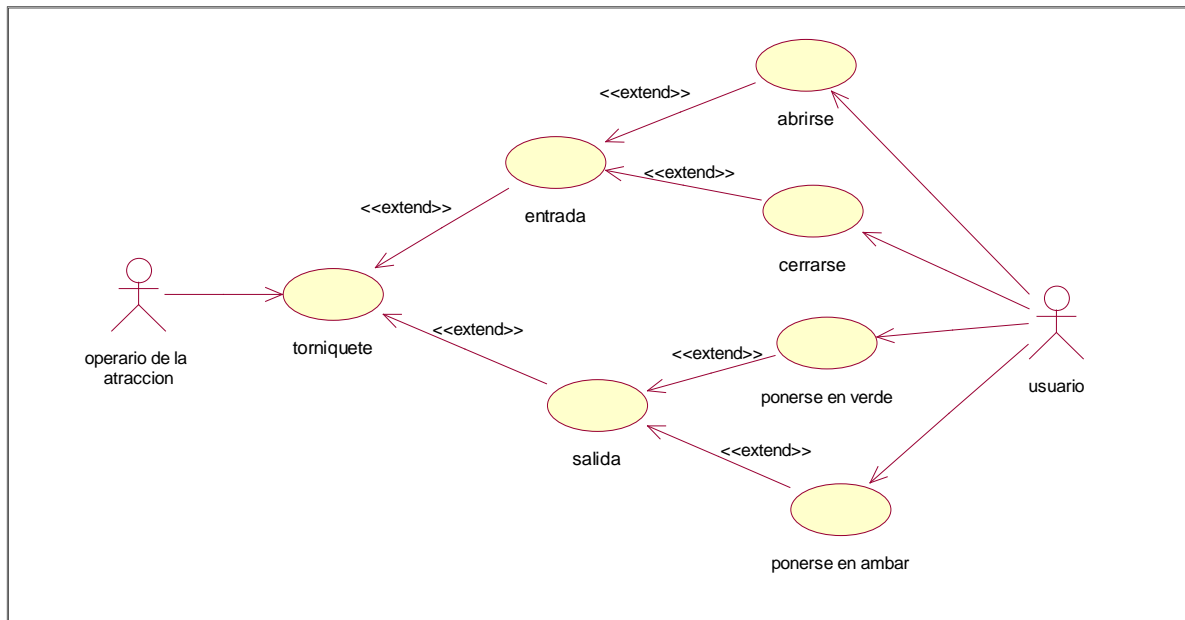 <<extend>>
abrirse
<<extend>>
entrada
<<extend>>
cerrarse
operario de la
atraccion
torniquete
<<extend>>
<<extend>>
ponerse en verde
usuario
salida
<<extend>>
ponerse en ambar